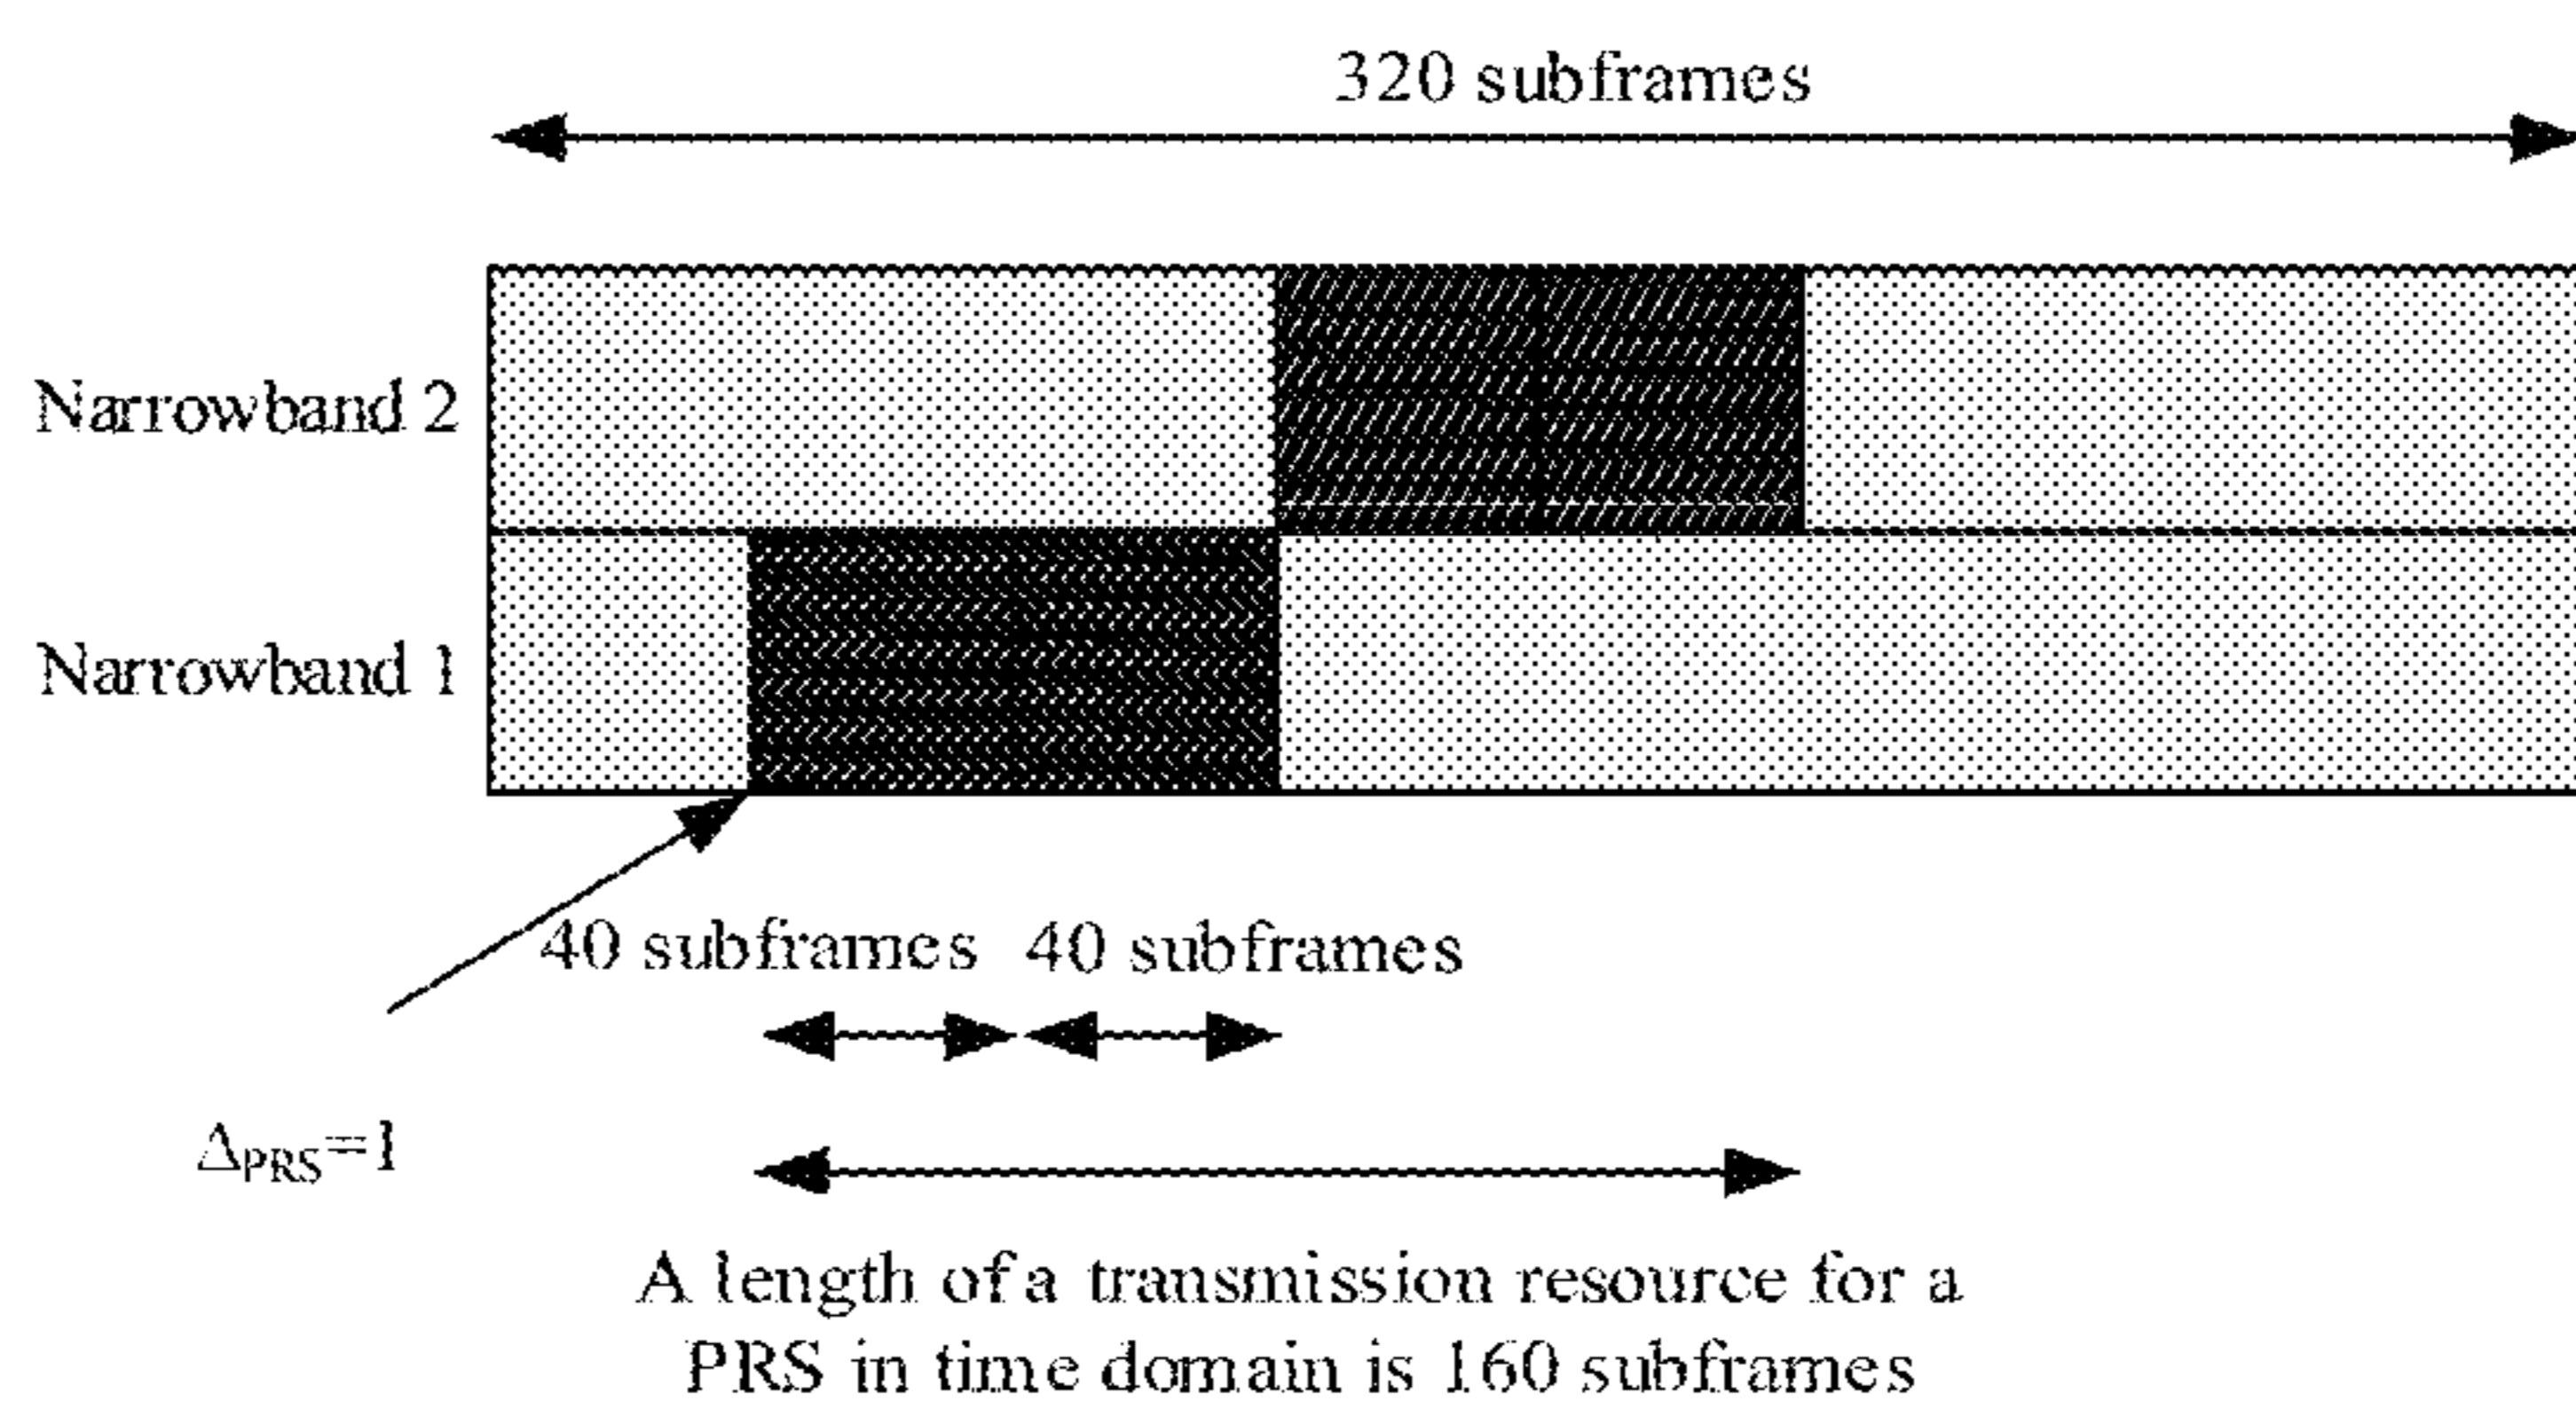 320 subframes
Narrowband 2
Narrowband 1
40 subframes 40 subframes
ΔPRS=1
A length of a transmission resource for a
PRS in time domain is 160 subframes